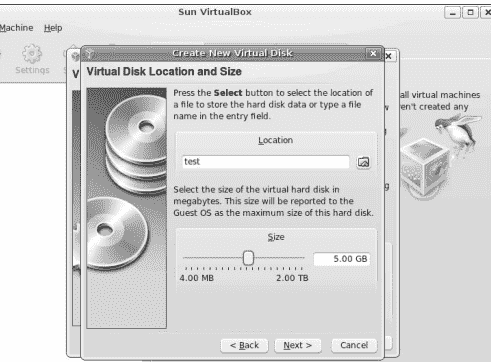 Sun VirtualBox
Machine Help
Settings
Create New Virtual Disk
Virtual Disk Location and Size
Press the Select button to select the location of
a file to store the hard disk data or type a file
name in the entry field.
Location
test
Select the size of the virtual hard disk in
megabytes. This size will be reported to the
Guest OS as the maximum size of this hard disk.
Size
5.00 GB
4.00 MB 2.00 TB
< Back Next > Cancel
all virtual machines
en't created any